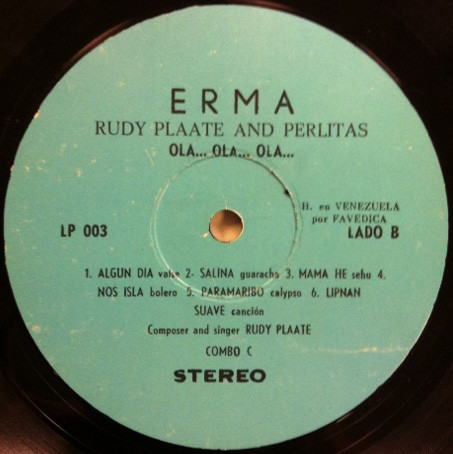 ERMA
RUDY PLAATE AND PERLITAS
OLA... OLA... OLA...
H. en VENEZUELA
por FAVEDICA
LP 003
LADO B
1. ALGUN DIA valse 2- SALINA guaracha 3. MAMA HE sehu 4.
NOS ISLA bolero 5. PARAMARIBO calypso 6. LIPNAN
SUAVE canción
Composer and singer RUDY PLAATE
COMBO C
STEREO